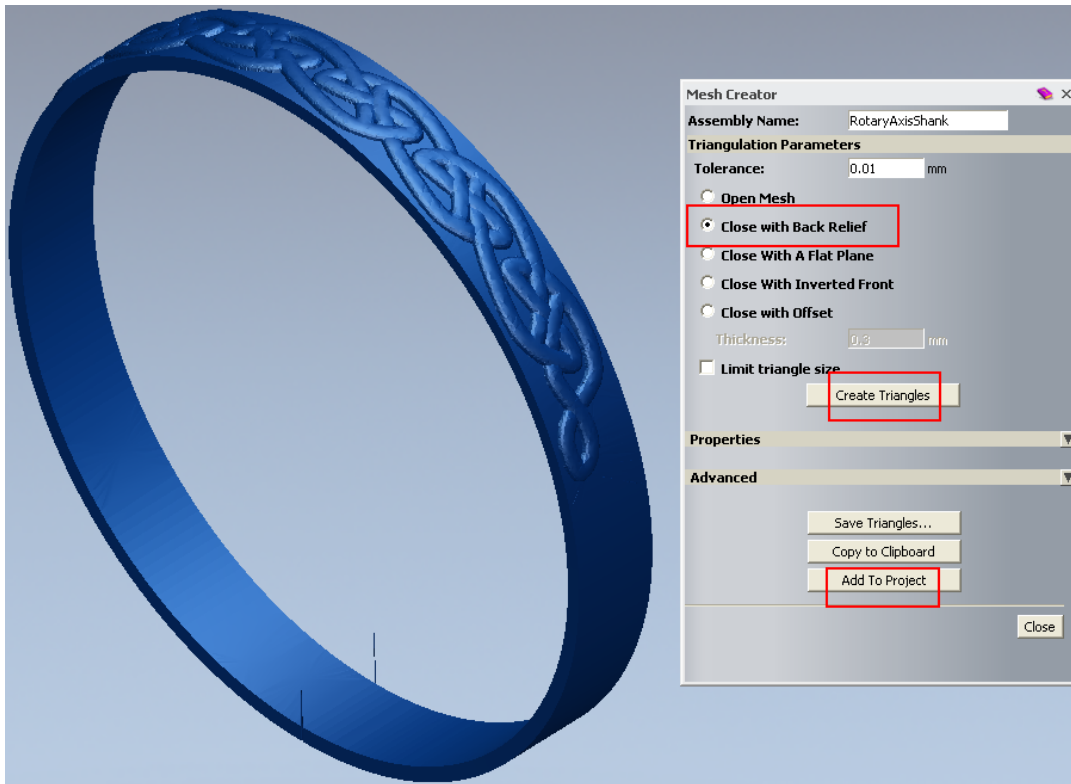 Mesh Creator
Assembly Name: RotaryAxisShank
Triangulation Parameters
Tolerance: 0.01 mm
Open Mesh
Close with Back Relief
Close With A Flat Plane
Close With Inverted Front
Close with Offset
Thickness: 0.3 mm
Limit triangle size
Create Triangles
Properties
Advanced
Save Triangles...
Copy to Clipboard
Add To Project
Close